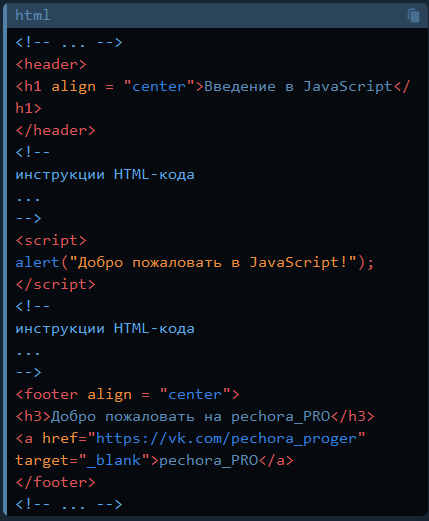 html
<!-- ... -->
<header>
<h1 align = "center">Введение в JavaScript</
h1>
</header>
<!--
инструкции HTML-кода
...
-->
<script>
alert("Добро пожаловать в JavaScript!");
</script>
<!--
инструкции HTML-кода
...
-->
<footer align = "center">
<h3>Добро пожаловать на pechora_PRO</h3>
<a href="https://vk.com/pechora_proger"
target="_blank">pechora_PRO</a>
</footer>
<!-- ... -->